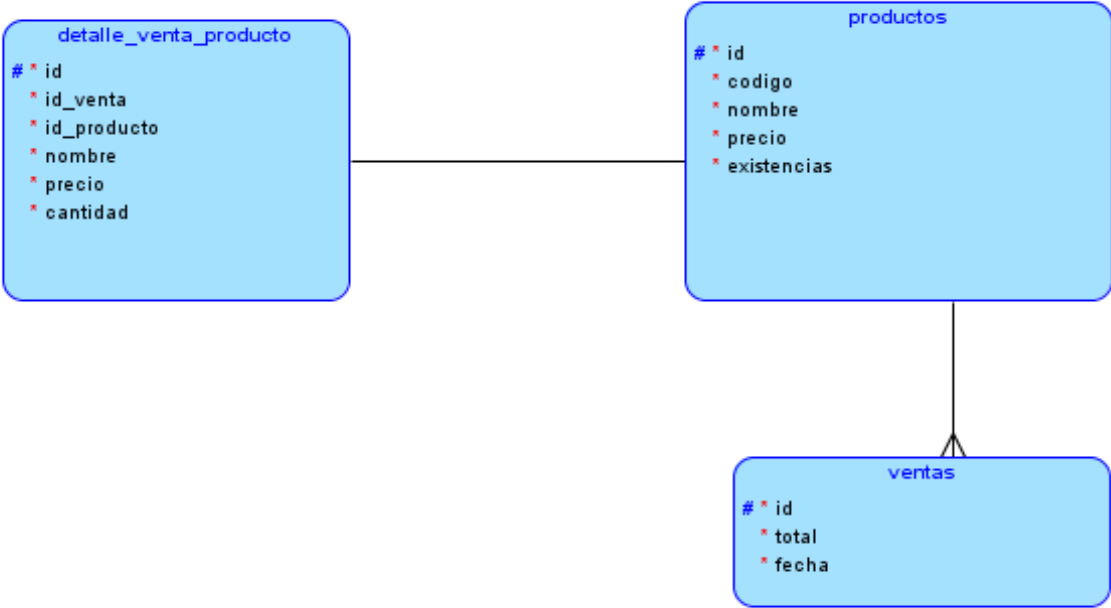 detalle_venta_producto
# * id
* id_venta
* id_producto
* nombre
* precio
* cantidad
productos
# * id
* codigo
* nombre
* precio
* existencias
ventas
# * id
* total
* fecha